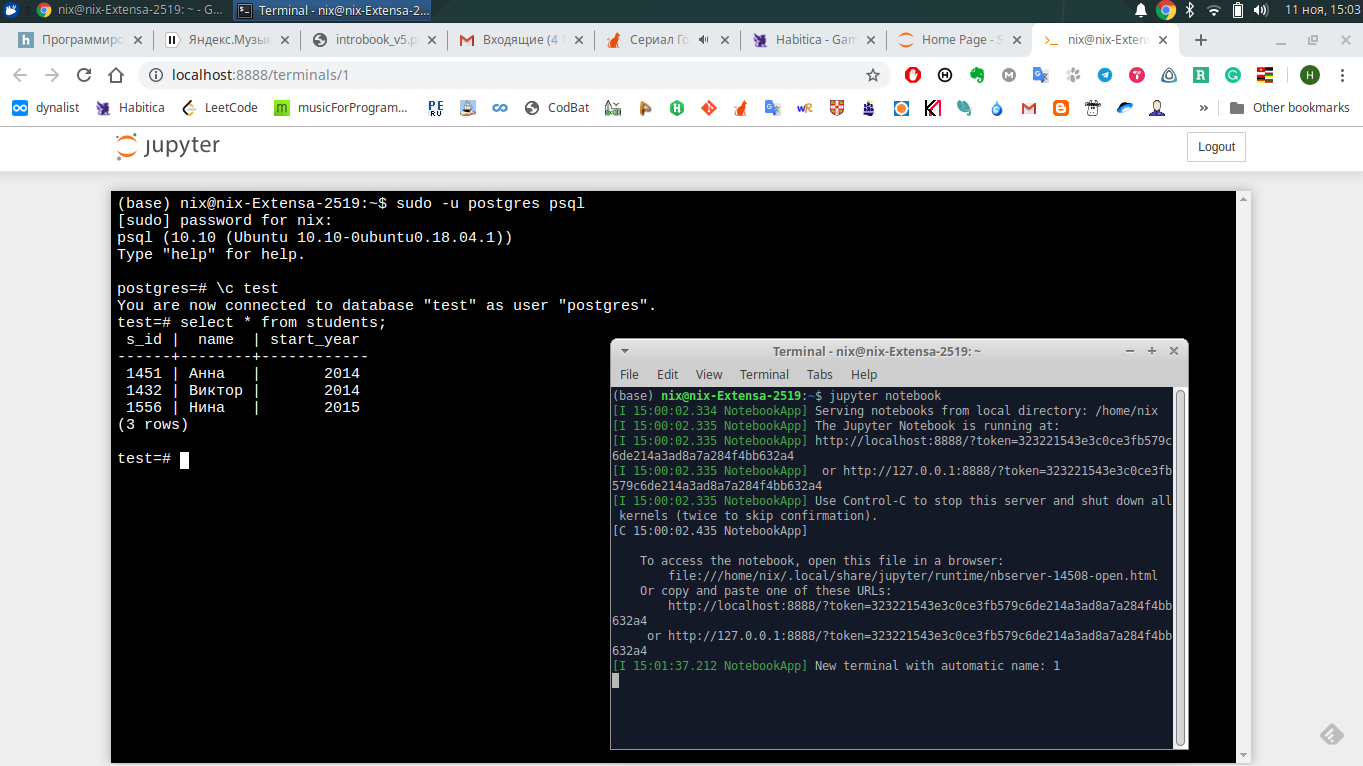 nix@nix-Extensa-2519: ~ - G...
Terminal - nix@nix-Extensa-2...
11 ноя, 15:03
Программиро
Яндекс.Музык
introbook_v5.p
Входящие (4
Сериал Го
Habitica - Gam
Home Page - S
nix@nix-Extens
localhost:8888/terminals/1
H
dynalist
Habitica
LeetCode
musicForProgram...
CodBat
Other bookmarks
jupyter
Logout
(base) nix@nix-Extensa-2519:~$ sudo -u postgres psql
[sudo] password for nix:
psql (10.10 (Ubuntu 10.10-0ubuntu0.18.04.1))
Type "help" for help.
postgres=# \c test
You are now connected to database "test" as user "postgres".
test=# select * from students;
s_id |  name  | start_year
------+--------+------------
1451 | Анна   |       2014
1432 | Виктор |       2014
1556 | Нина   |       2015
(3 rows)
test=#
Terminal - nix@nix-Extensa-2519: ~
File Edit View Terminal Tabs Help
(base) nix@nix-Extensa-2519:~$ jupyter notebook
[I 15:00:02.334 NotebookApp] Serving notebooks from local directory: /home/nix
[I 15:00:02.335 NotebookApp] The Jupyter Notebook is running at:
[I 15:00:02.335 NotebookApp] http://localhost:8888/?token=323221543e3c0ce3fb579c
6de214a3ad8a7a284f4bb632a4
[I 15:00:02.335 NotebookApp]  or http://127.0.0.1:8888/?token=323221543e3c0ce3fb
579c6de214a3ad8a7a284f4bb632a4
[I 15:00:02.335 NotebookApp] Use Control-C to stop this server and shut down all
kernels (twice to skip confirmation).
[C 15:00:02.435 NotebookApp]
To access the notebook, open this file in a browser:
file:///home/nix/.local/share/jupyter/runtime/nbserver-14508-open.html
Or copy and paste one of these URLs:
http://localhost:8888/?token=323221543e3c0ce3fb579c6de214a3ad8a7a284f4bb
632a4
or http://127.0.0.1:8888/?token=323221543e3c0ce3fb579c6de214a3ad8a7a284f4bb
632a4
[I 15:01:37.212 NotebookApp] New terminal with automatic name: 1